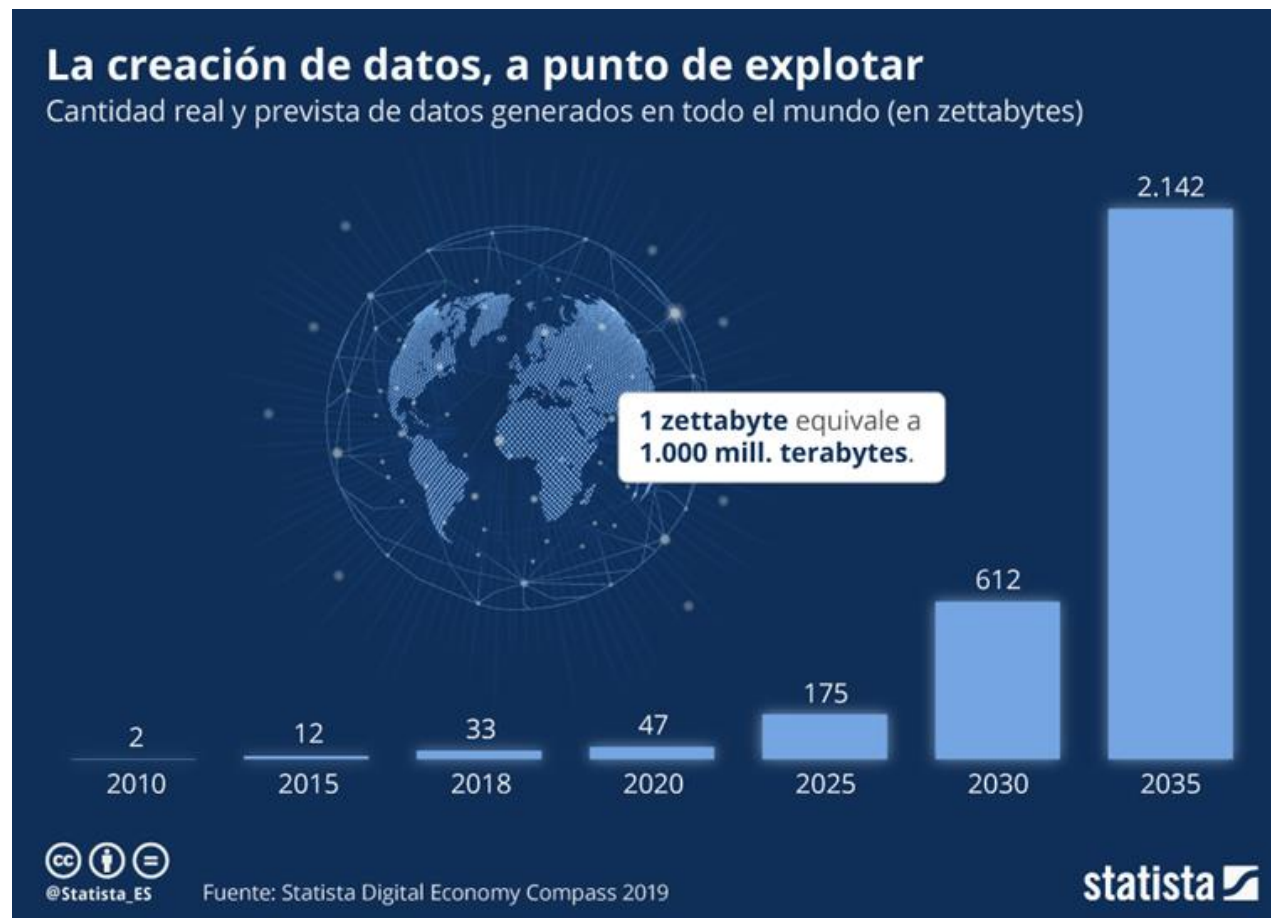 La creación de datos, a punto de explotar
Cantidad real y prevista de datos generados en todo el mundo (en zettabytes)
2.142
1 zettabyte equivale a
1.000 mill. terabytes.
612
175
47
33
12
2
2010 2015 2018 2020 2025 2030 2035
@Statista_ES Fuente: Statista Digital Economy Compass 2019
cc
statista